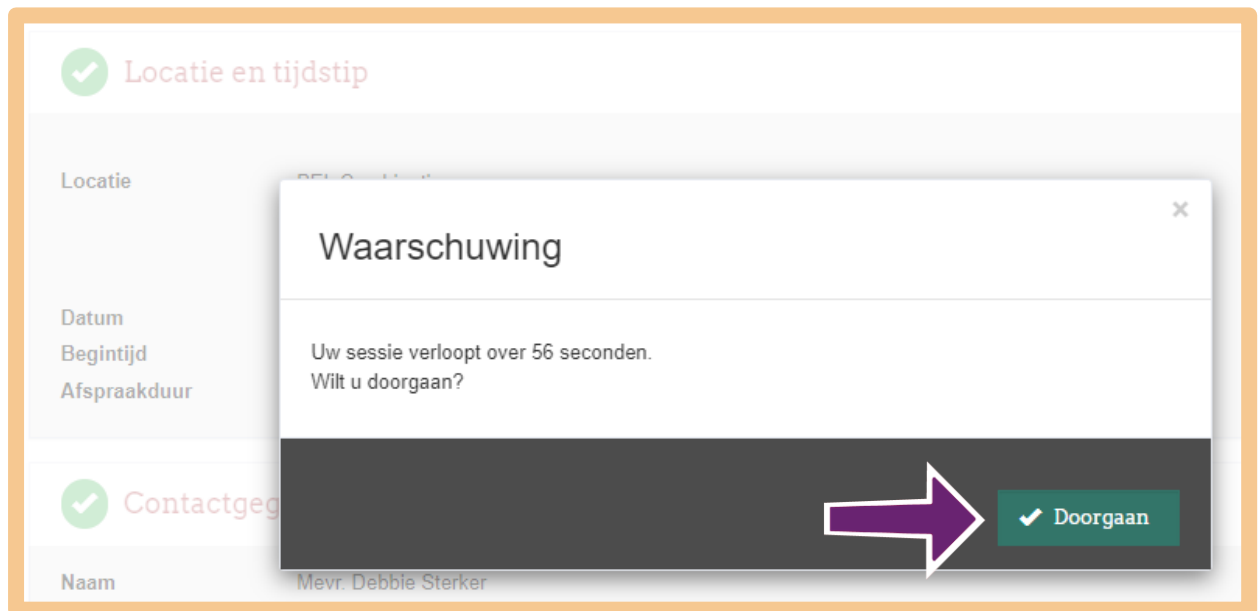 Locatie en tijdstip
Locatie
×
Waarschuwing
Datum
Begintijd
Afspraakduur
Uw sessie verloopt over 56 seconden.
Wilt u doorgaan?
Contactgeg
Doorgaan
Naam Mevr. Debbie Sterker